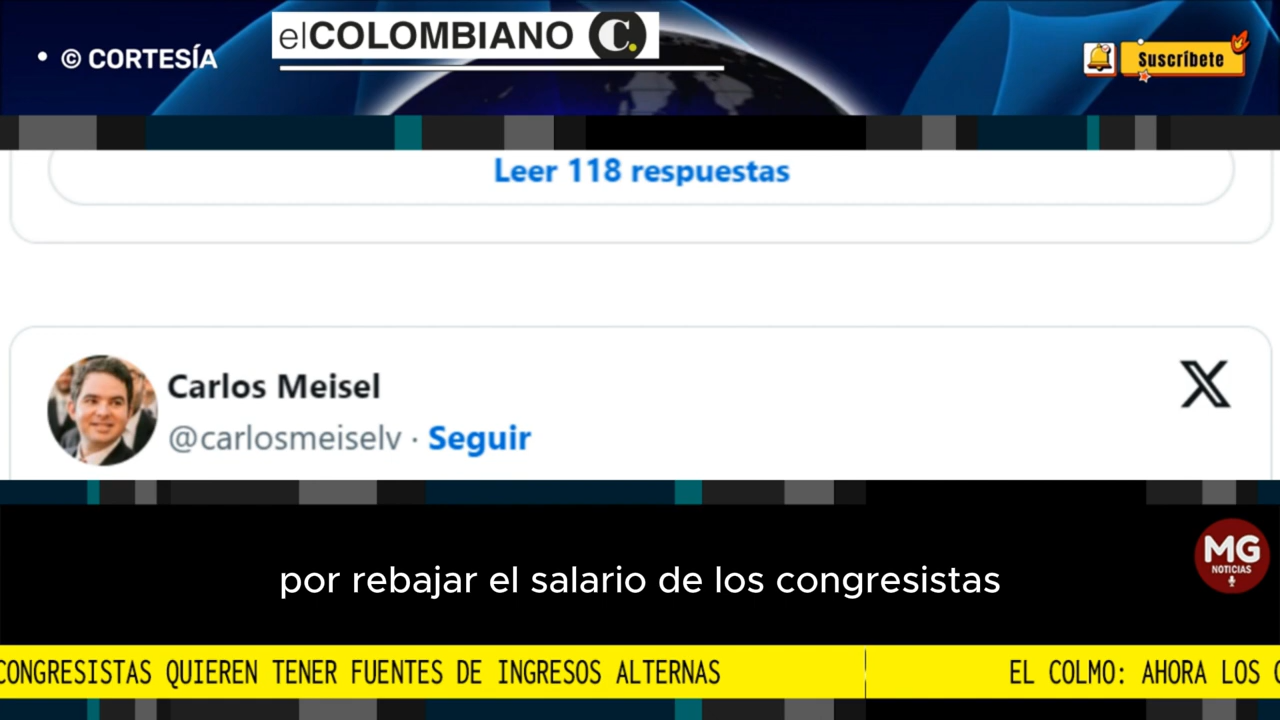 • © CORTESÍA
elCOLOMBIANO C.
Suscríbete
Leer 118 respuestas
Carlos Meisel
X
@carlosmeiselv · Seguir
por rebajar el salario de los congresistas
MG
NOTICIAS
CONGRESISTAS QUIEREN TENER FUENTES DE INGRESOS ALTERNAS
EL COLMO: AHORA LOS